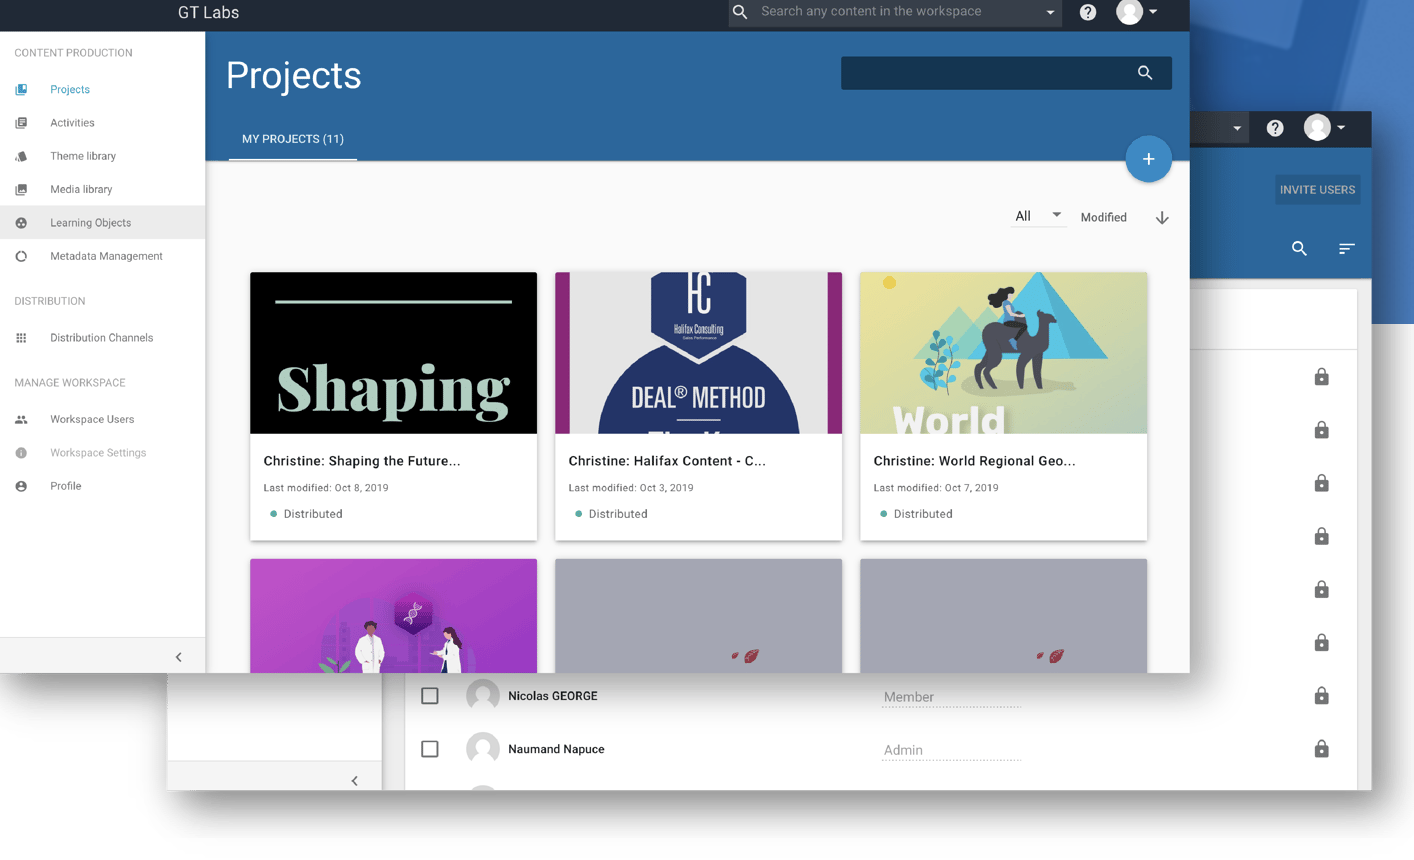 GT Labs
Search any content in the workspace
CONTENT PRODUCTION
Projects
Activities
Theme library
Media library
Learning Objects
Metadata Management
DISTRIBUTION
Distribution Channels
MANAGE WORKSPACE
Workspace Users
Workspace Settings
Profile
Projects
MY PROJECTS (11)
All
Modified
Shaping
Christine: Shaping the Future...
Last modified: Oct 8, 2019
Distributed
HC
Halifax Consulting
Sales Performance
DEAL® METHOD
Christine: Halifax Content - C...
Last modified: Oct 3, 2019
Distributed
World
Christine: World Regional Geo...
Last modified: Oct 7, 2019
Distributed
INVITE USERS
Nicolas GEORGE
Member
Naumand Napuce
Admin